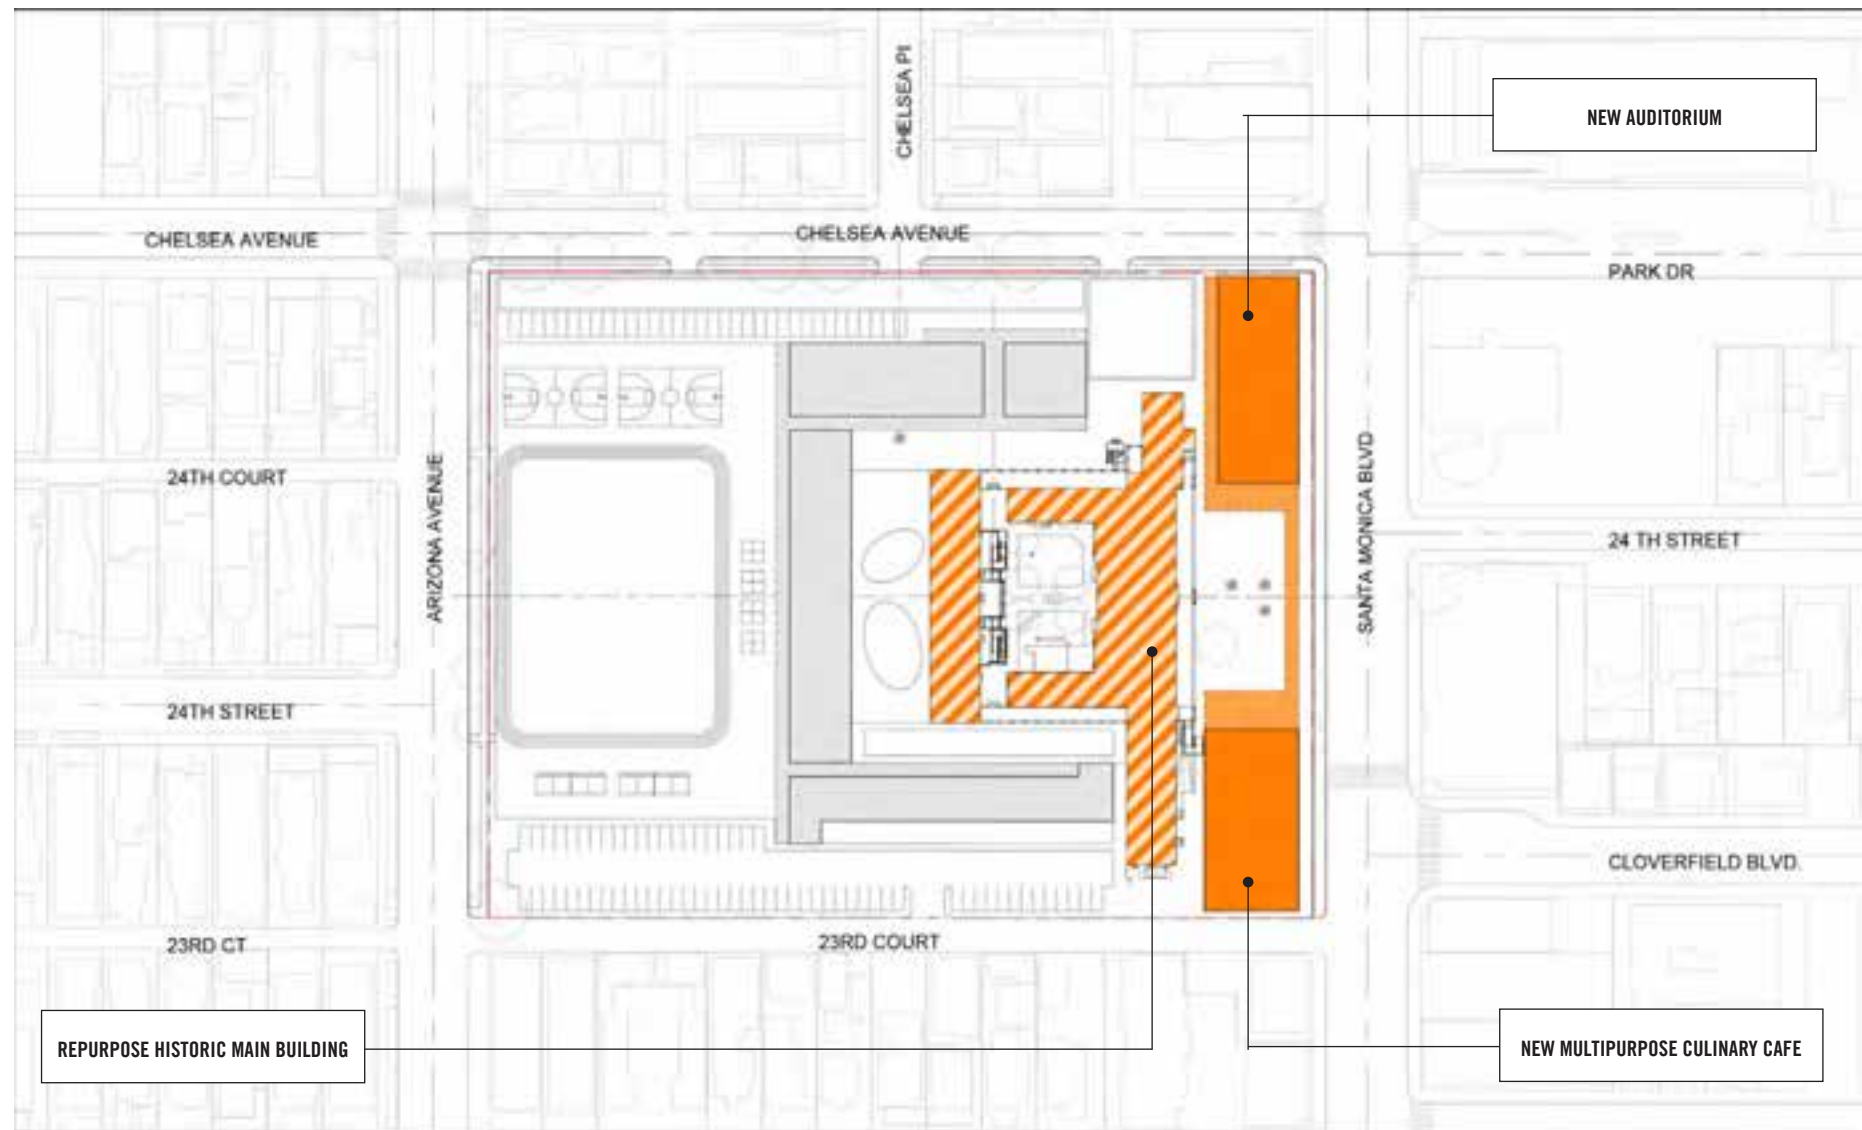 CHELSEA PL
NEW AUDITORIUM
CHELSEA AVENUE
CHELSEA AVENUE
PARK DR
24TH COURT
ARIZONA AVENUE
SANTA MONICA BLVD
24 TH STREET
24TH STREET
CLOVERFIELD BLVD.
23RD CT
23RD COURT
REPURPOSE HISTORIC MAIN BUILDING
NEW MULTIPURPOSE CULINARY CAFE